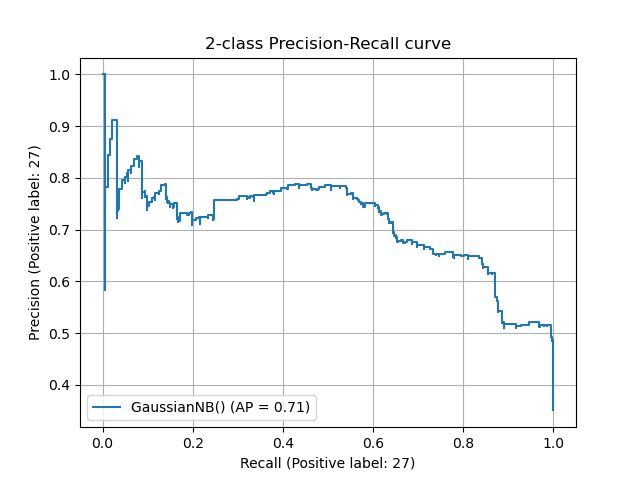 2-class Precision-Recall curve
1.0
0.9
0.8
0.7
0.6
0.5
0.4
Precision (Positive label: 27)
GaussianNB() (AP = 0.71)
0.0 0.2 0.4 0.6 0.8 1.0
Recall (Positive label: 27)